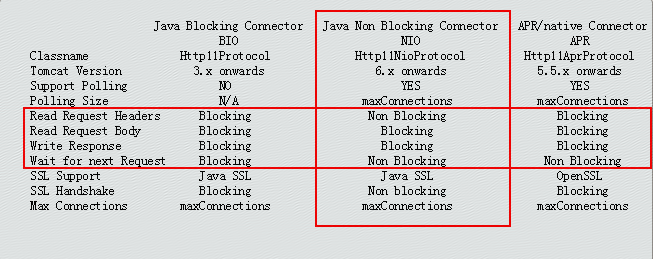 Java Blocking Connector Java Non Blocking Connector APR/native Connector
BIO NIO APR
Classname Http11Protocol Http11NioProtocol Http11AprProtocol
Tomcat Version 3.x onwards 6.x onwards 5.5.x onwards
Support Polling NO YES YES
Polling Size N/A maxConnections maxConnections
Read Request Headers Blocking Non Blocking Blocking
Read Request Body Blocking Blocking Blocking
Write Response Blocking Blocking Blocking
Wait for next Request Blocking Non Blocking Non Blocking
SSL Support Java SSL Java SSL OpenSSL
SSL Handshake Blocking Non blocking Blocking
Max Connections maxConnections maxConnections maxConnections